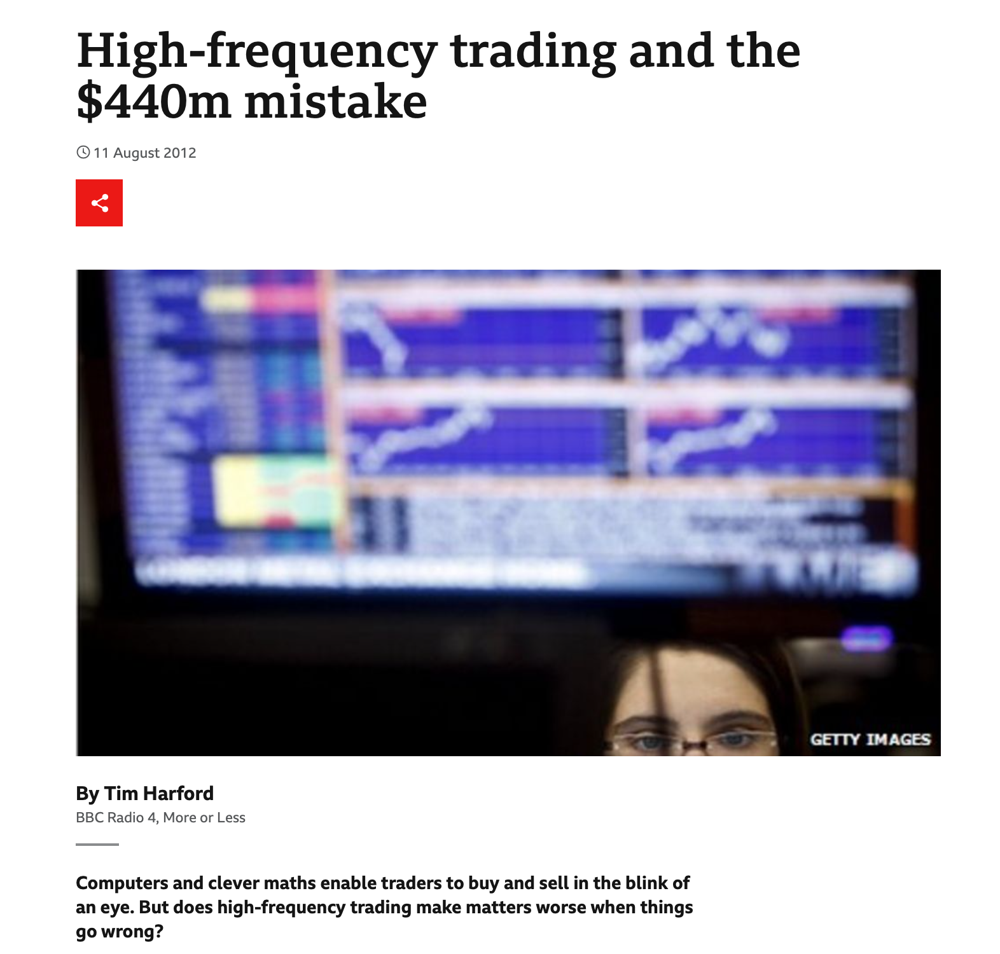 High-frequency trading and the
$440m mistake
11 August 2012
GETTY IMAGES
By Tim Harford
BBC Radio 4, More or Less
Computers and clever maths enable traders to buy and sell in the blink of
an eye. But does high-frequency trading make matters worse when things
go wrong?